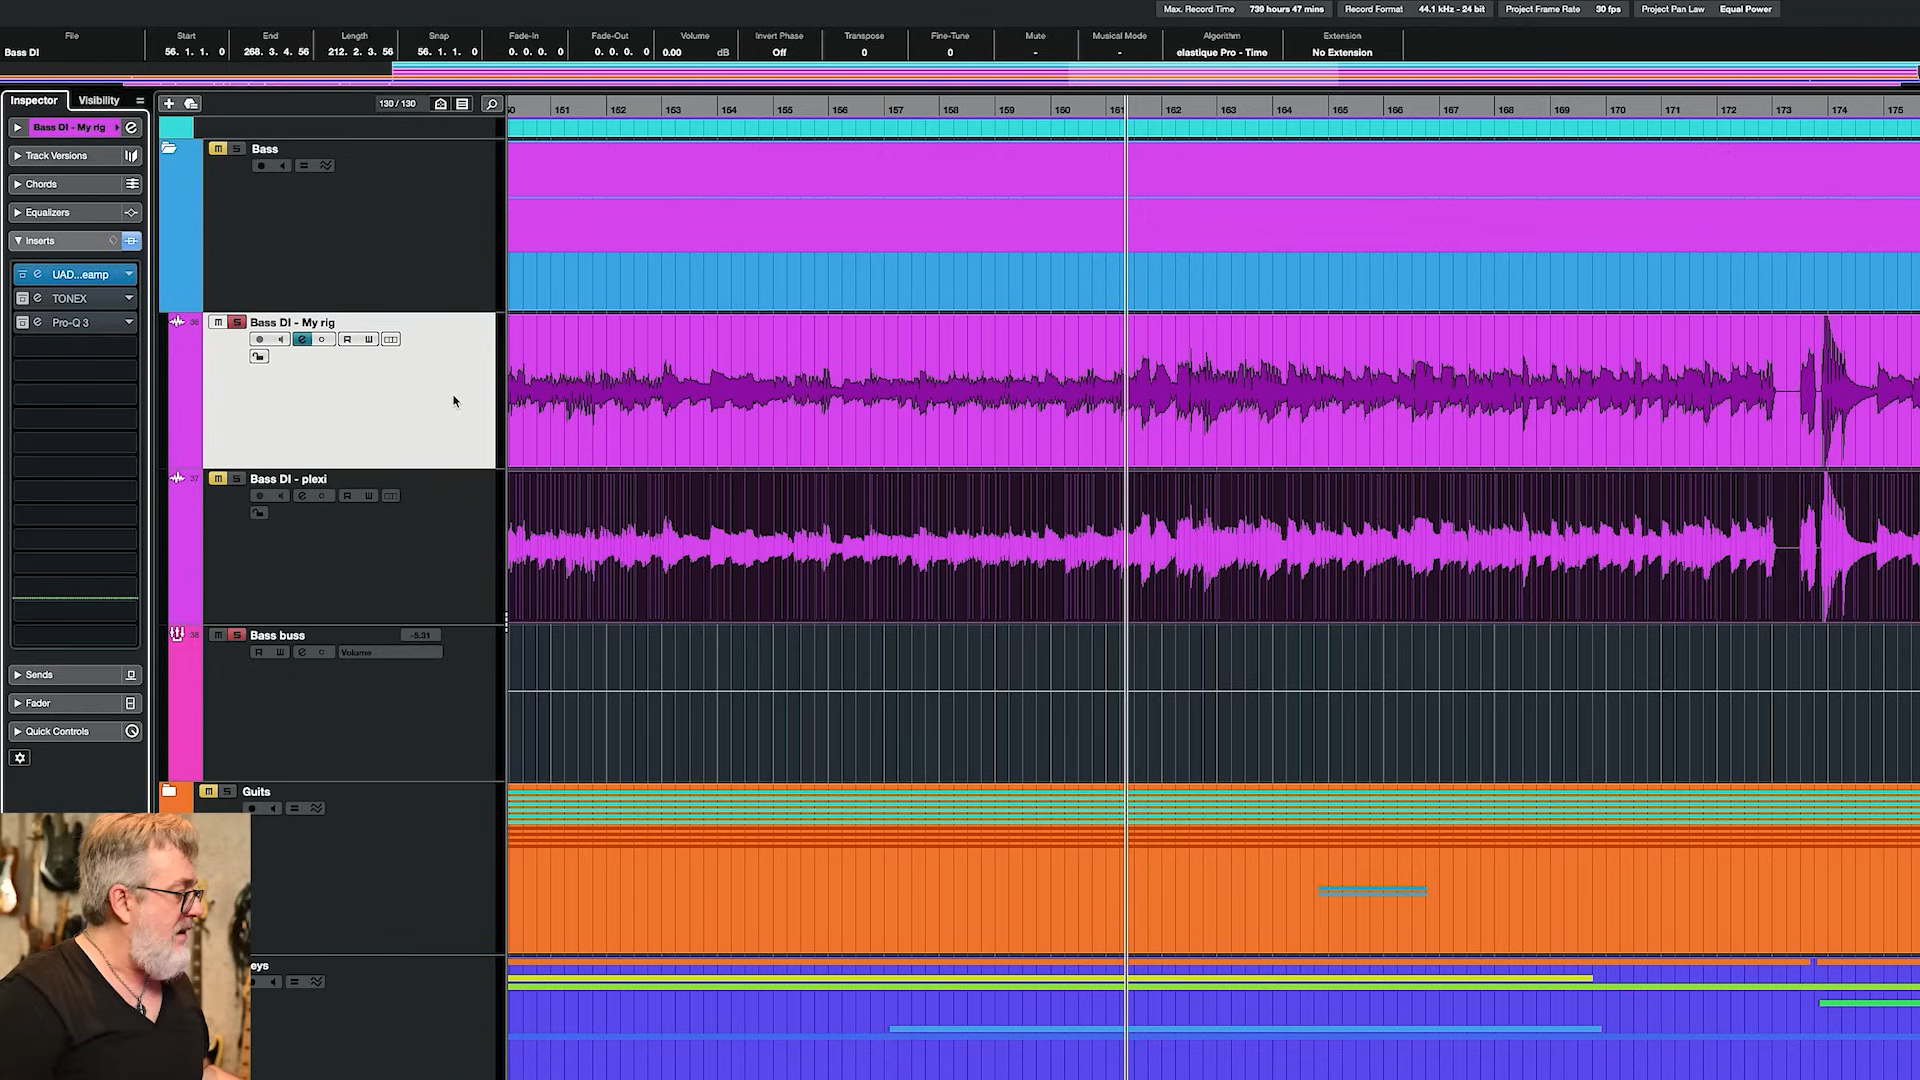 Max. Record Time 739 hours 47 mins Record Format 44.1 kHz - 24 bit Project Frame Rate 30 fps Project Pan Law Equal Power
File Start End Length Snap Fade-In Fade-Out Volume Invert Phase Transpose Fine-Tune Mute Musical Mode Algorithm Extension
Bass DI 56. 1. 1. 0 268. 3. 4. 56 212. 2. 3. 56 56. 1. 1. 0 0. 0. 0. 0 0. 0. 0. 0 0.00 dB Off 0 0 - - elastique Pro - Time No Extension
Inspector Visibility 130 / 130 151 152 153 154 155 156 157 158 159 160 161 162 163 164 165 166 167 168 169 170 171 172 173 174 175
Bass DI - My rig
Track Versions
Chords
Equalizers
Inserts
UAD...eamp
TONEX
Pro-Q 3
Sends
Fader
Quick Controls
m S Bass
36 m S Bass DI - My rig
e R W
37 m S Bass DI - plexi
e R W
38 m S Bass buss -5.31
R W e Volume
m S Guits
eys